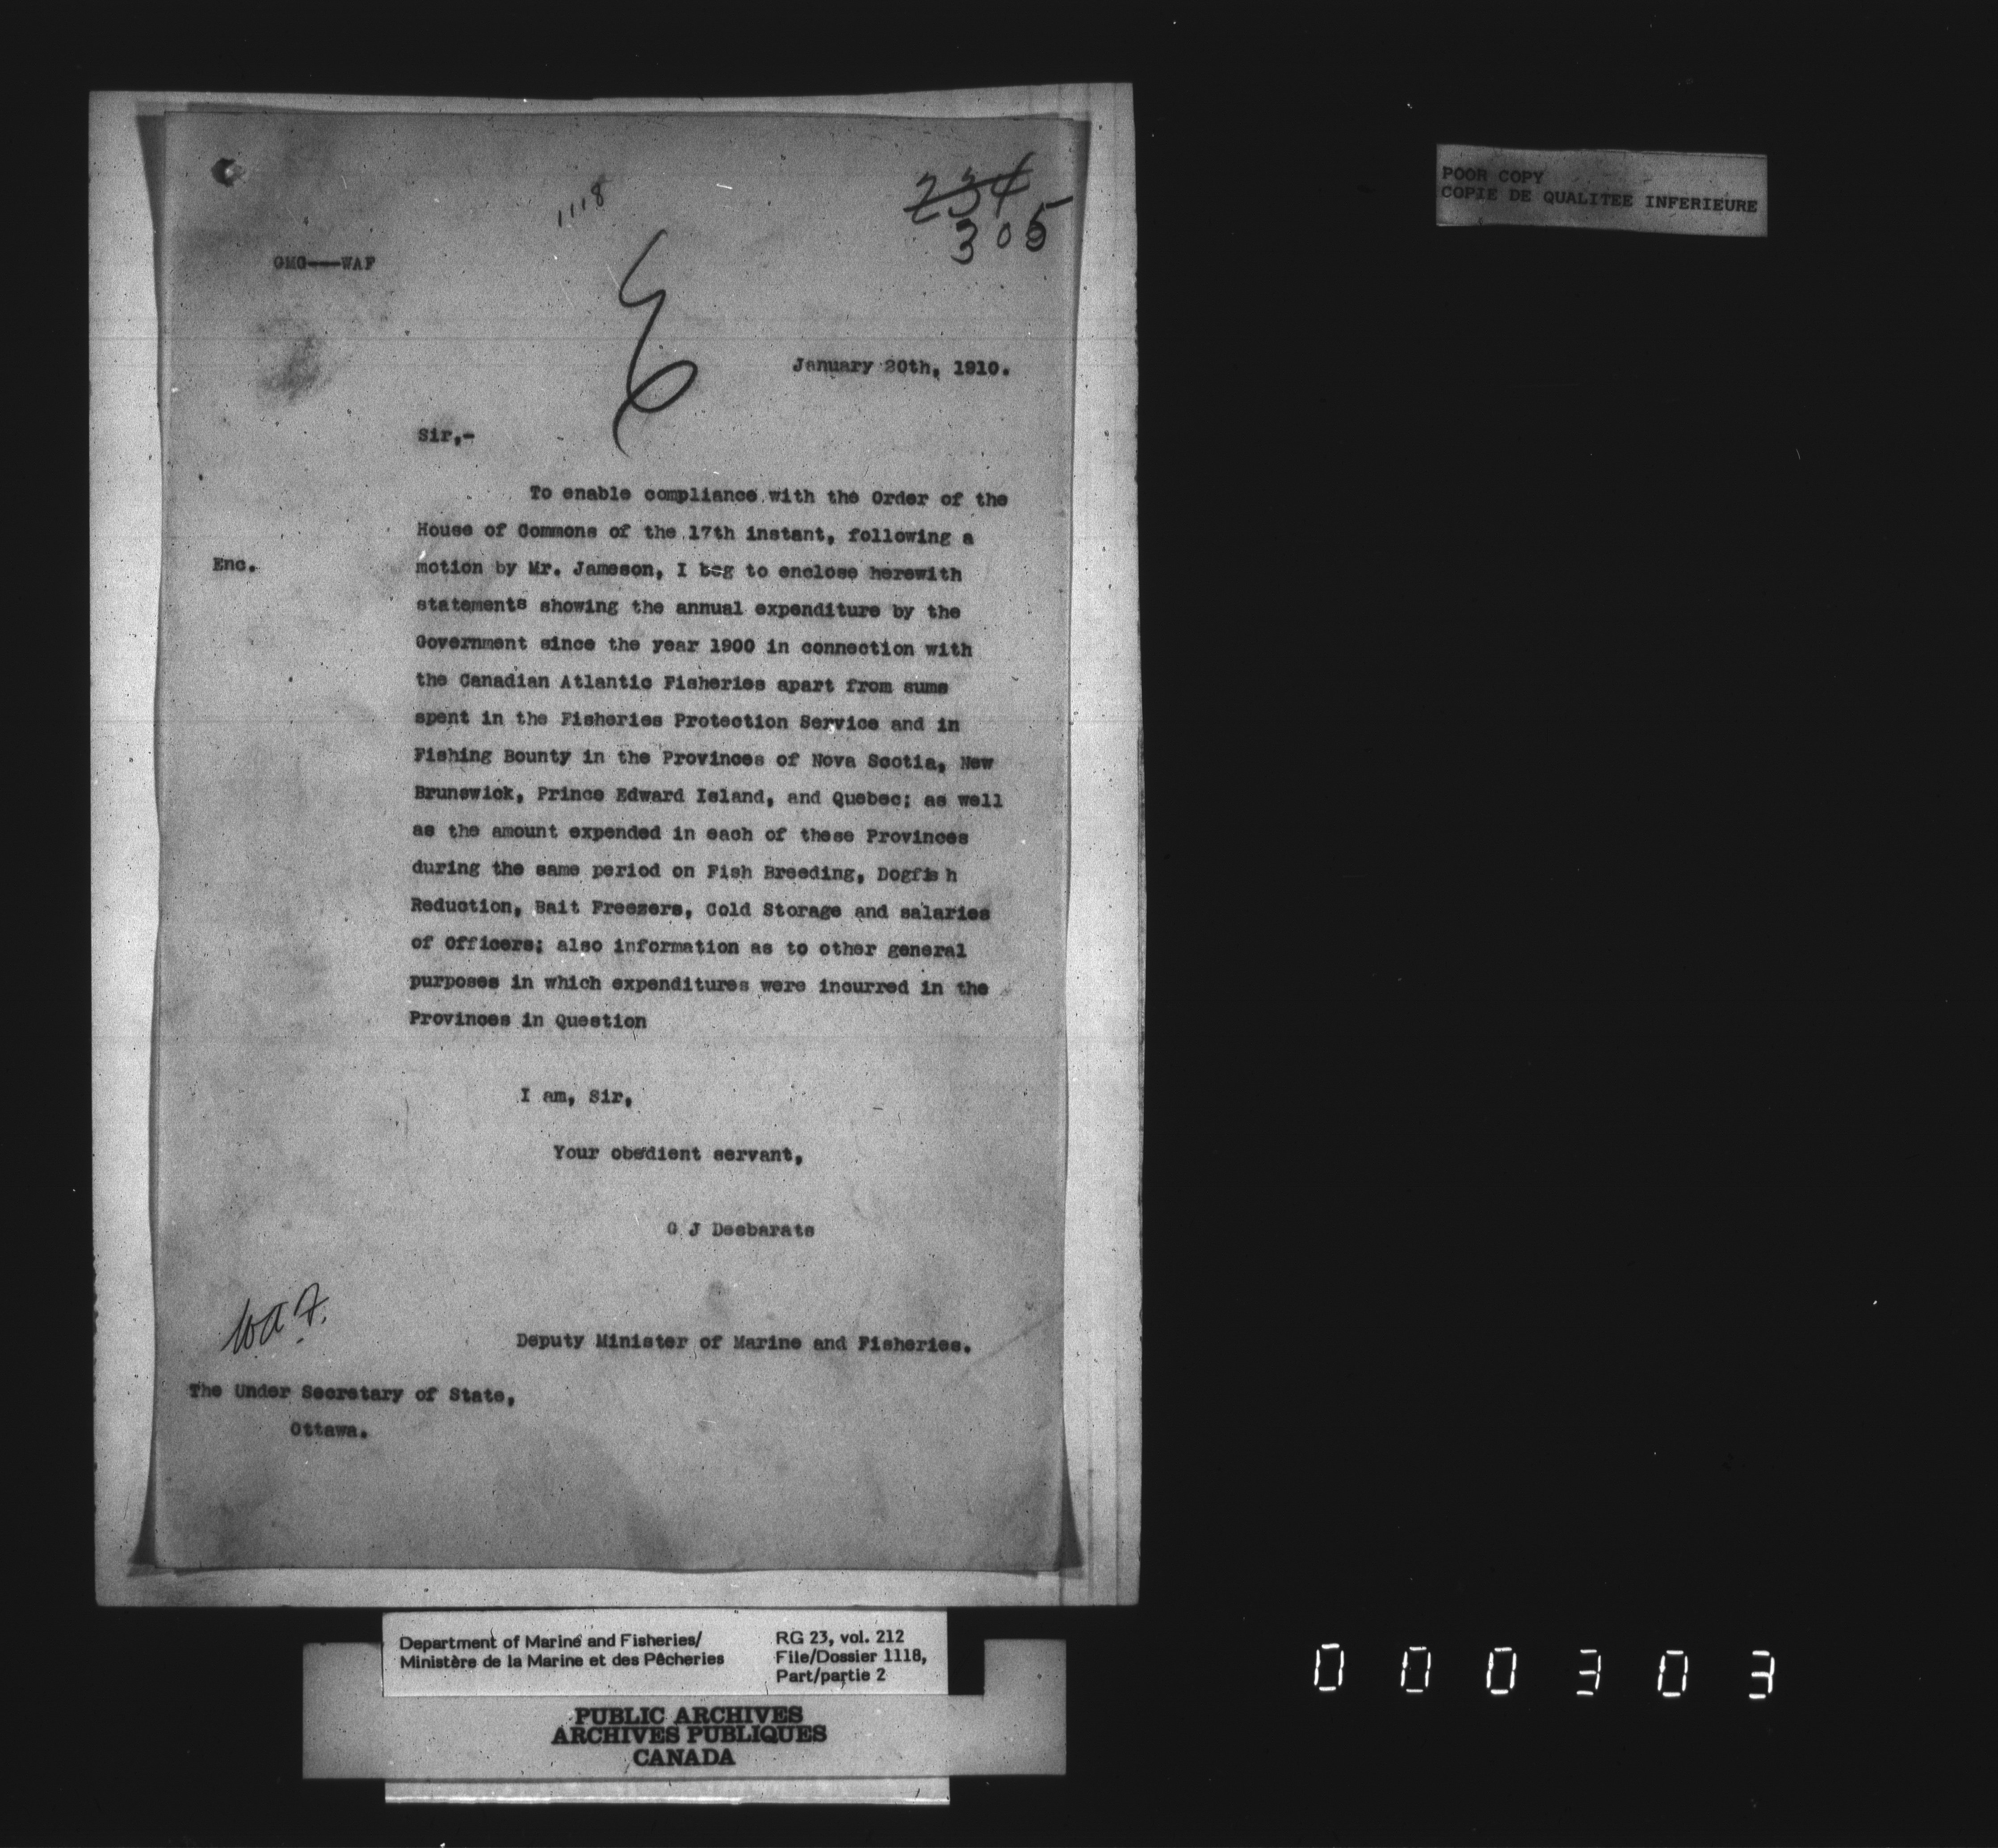 1118
234
305
GMG---WAF
January 20th, 1910.
Sir,-
To enable compliance with the Order of the
House of Commons of the 17th instant, following a
Enc.
motion by Mr. Jameson, I beg to enclose herewith
statements showing the annual expenditure by the
Government since the year 1900 in connection with
the Canadian Atlantic Fisheries apart from sums
spent in the Fisheries Protection Service and in
Fishing Bounty in the Provinces of Nova Scotia, New
Brunswick, Prince Edward Island, and Quebec; as well
as the amount expended in each of these Provinces
during the same period on Fish Breeding, Dogfish
Reduction, Bait Freezers, Cold Storage and salaries
of Officers; also information as to other general
purposes in which expenditures were incurred in the
Provinces in Question
I am, Sir,
Your obedient servant,
G J Desbarats
W.A.F.
Deputy Minister of Marine and Fisheries.
The Under Secretary of State,
Ottawa.
POOR COPY
COPIE DE QUALITEE INFERIEURE
Department of Marine and Fisheries/
Ministère de la Marine et des Pêcheries
RG 23, vol. 212
File/Dossier 1118,
Part/partie 2
PUBLIC ARCHIVES
ARCHIVES PUBLIQUES
CANADA
000303